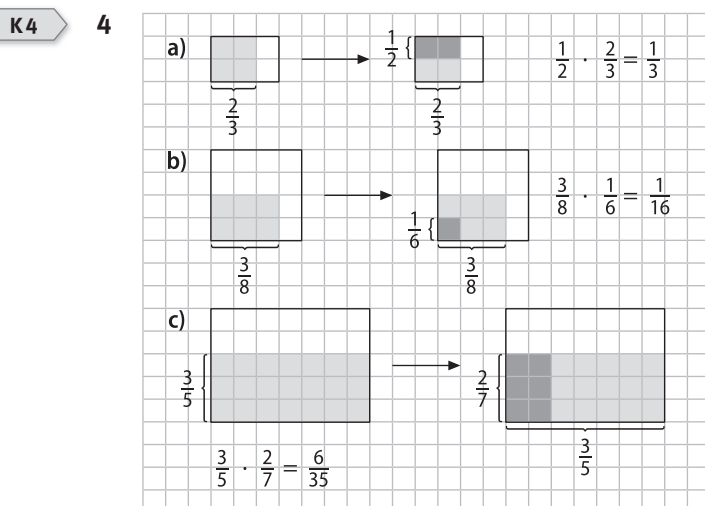 K 4
4
a) 1/2 { 1/2 · 2/3 = 1/3
2/3 2/3
b) 3/8 · 1/6 = 1/16
1/6 {
3/8 3/8
c)
3/5 { 2/7 {
3/5
3/5 · 2/7 = 6/35